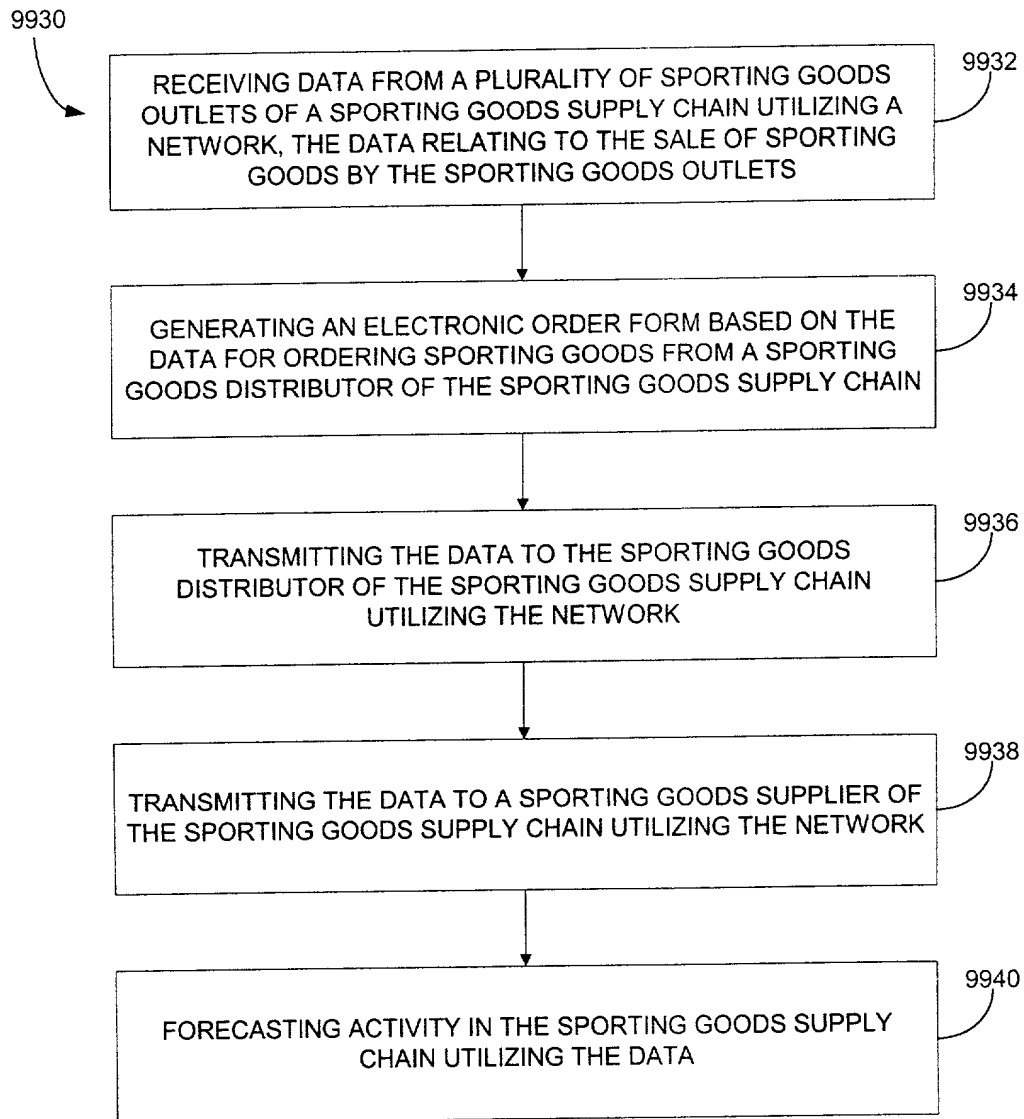 9930
9932
RECEIVING DATA FROM A PLURALITY OF SPORTING GOODS
OUTLETS OF A SPORTING GOODS SUPPLY CHAIN UTILIZING A
NETWORK, THE DATA RELATING TO THE SALE OF SPORTING
GOODS BY THE SPORTING GOODS OUTLETS
9934
GENERATING AN ELECTRONIC ORDER FORM BASED ON THE
DATA FOR ORDERING SPORTING GOODS FROM A SPORTING
GOODS DISTRIBUTOR OF THE SPORTING GOODS SUPPLY CHAIN
9936
TRANSMITTING THE DATA TO THE SPORTING GOODS
DISTRIBUTOR OF THE SPORTING GOODS SUPPLY CHAIN
UTILIZING THE NETWORK
9938
TRANSMITTING THE DATA TO A SPORTING GOODS SUPPLIER OF
THE SPORTING GOODS SUPPLY CHAIN UTILIZING THE NETWORK
9940
FORECASTING ACTIVITY IN THE SPORTING GOODS SUPPLY
CHAIN UTILIZING THE DATA